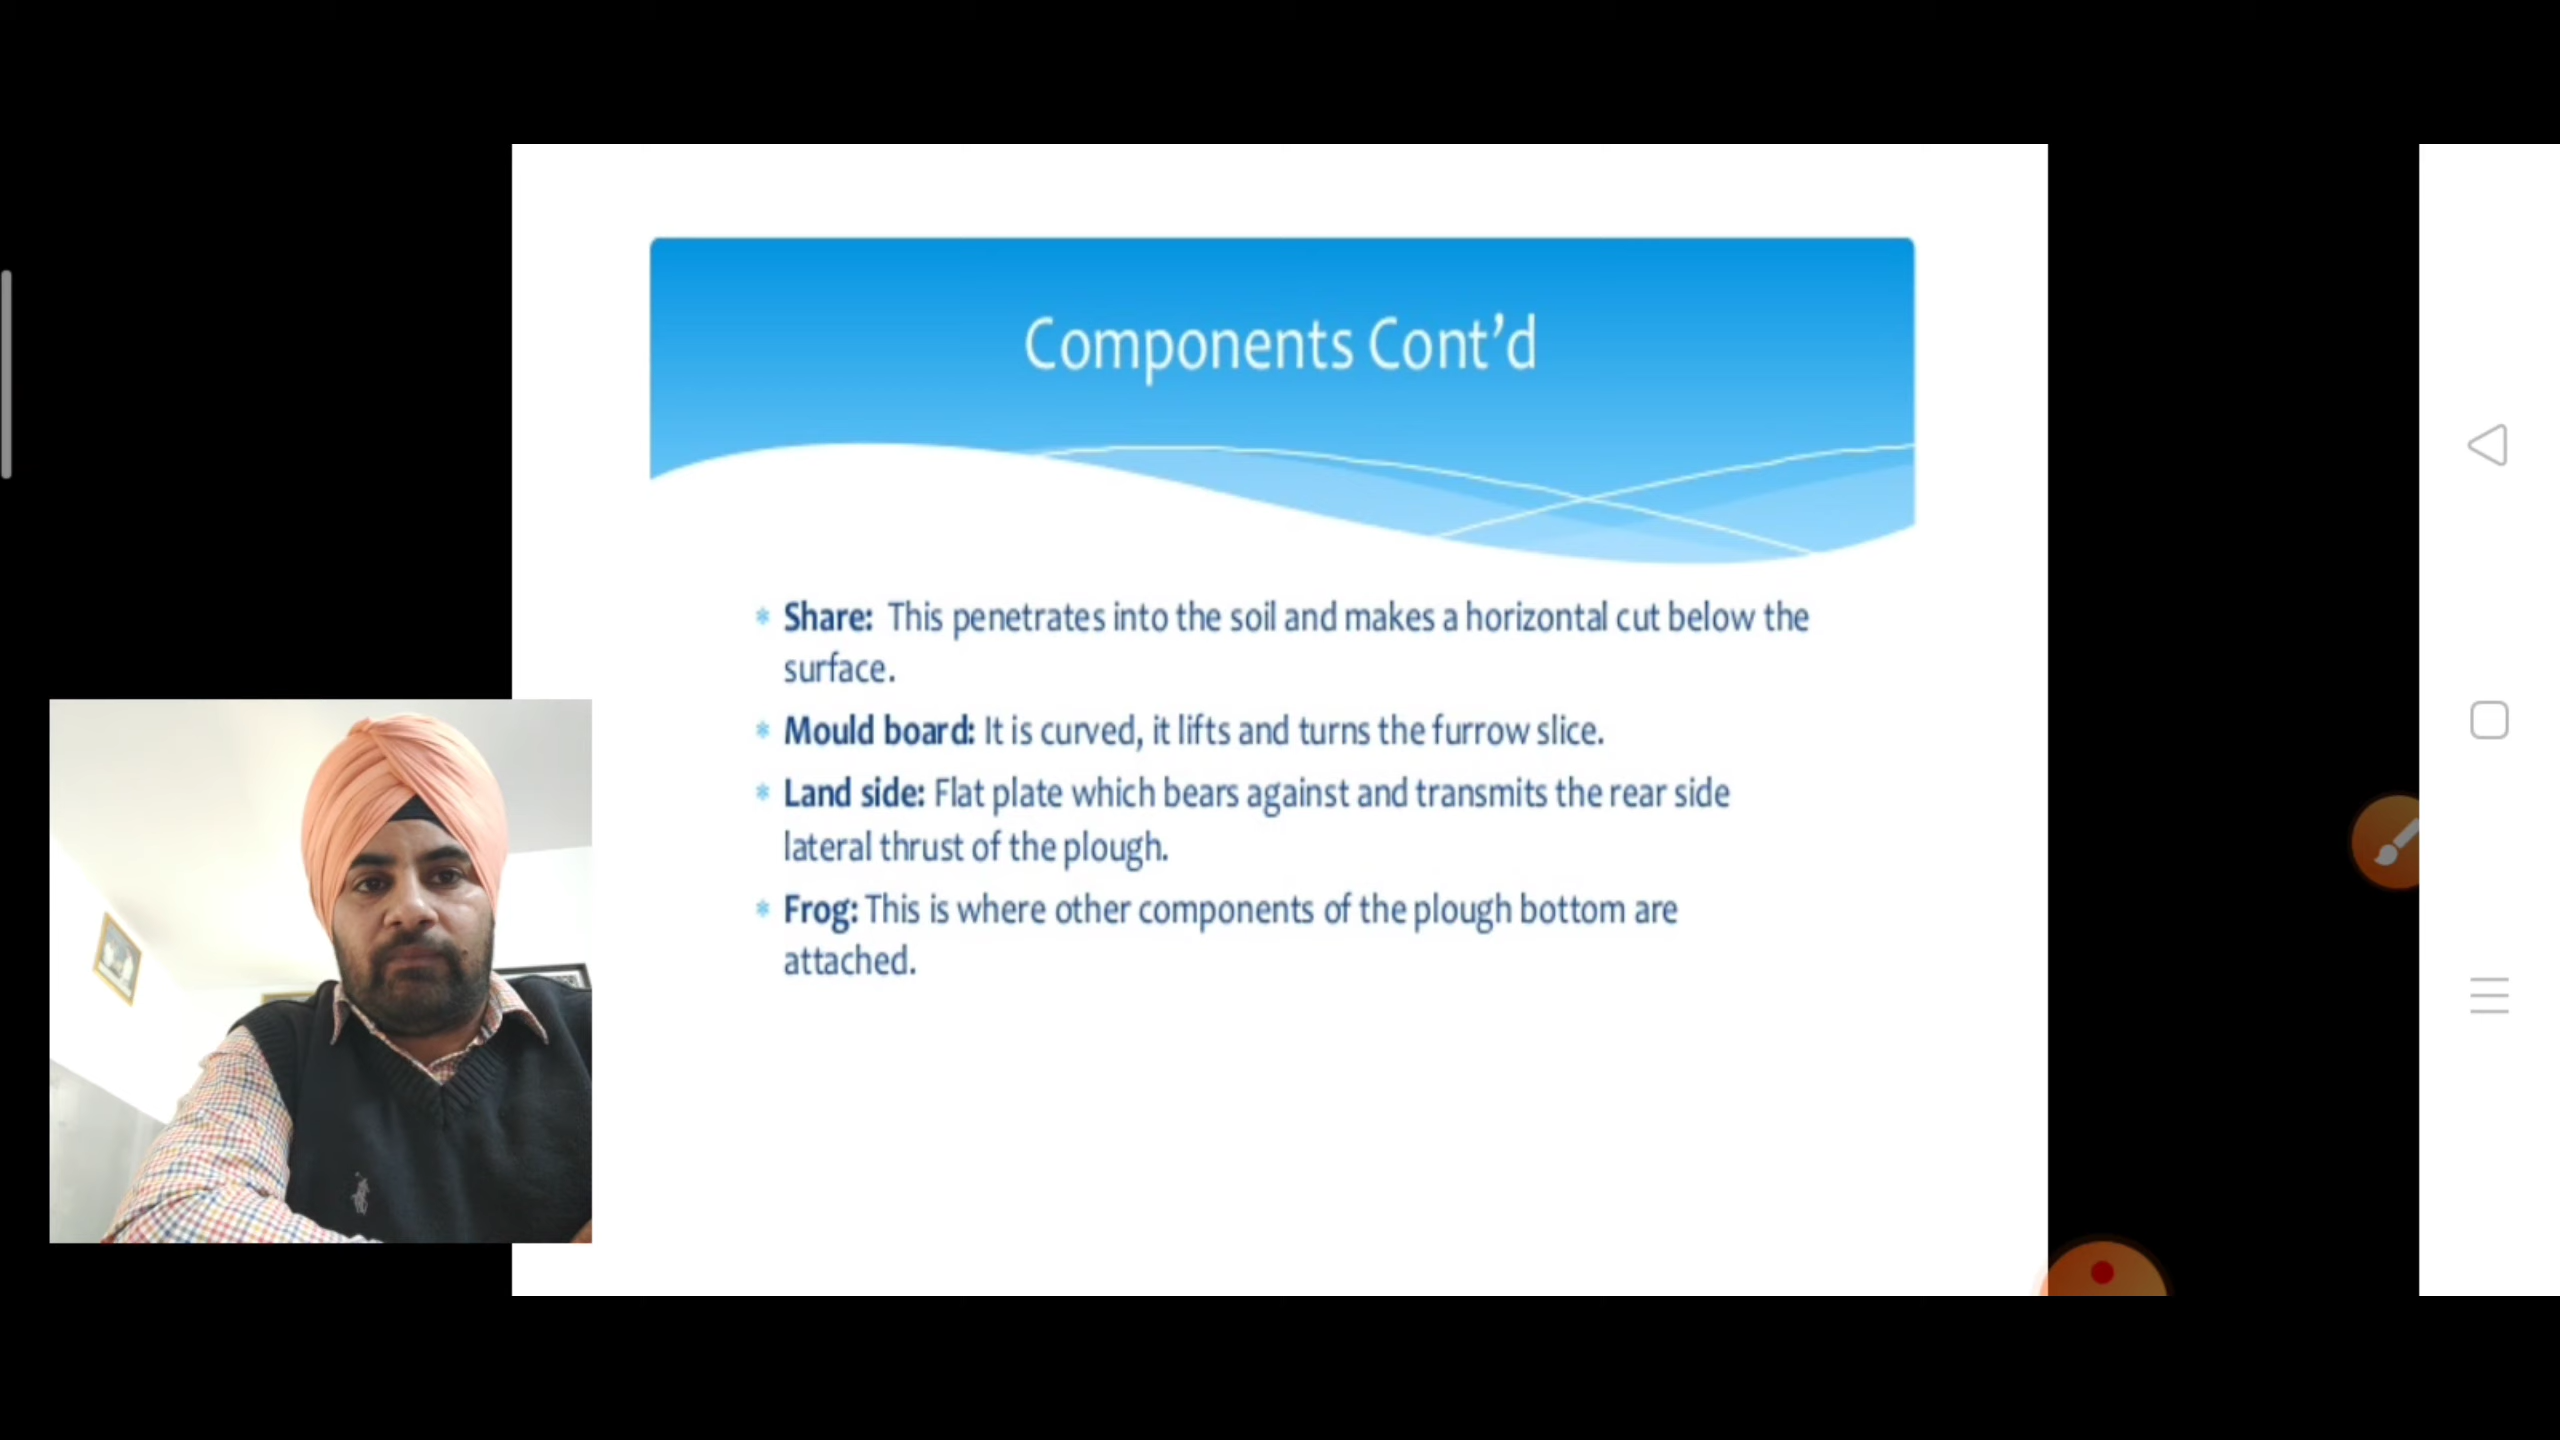 Components Cont’d
Share: This penetrates into the soil and makes a horizontal cut below the
surface.
Mould board: It is curved, it lifts and turns the furrow slice.
Land side: Flat plate which bears against and transmits the rear side
lateral thrust of the plough.
Frog: This is where other components of the plough bottom are
attached.